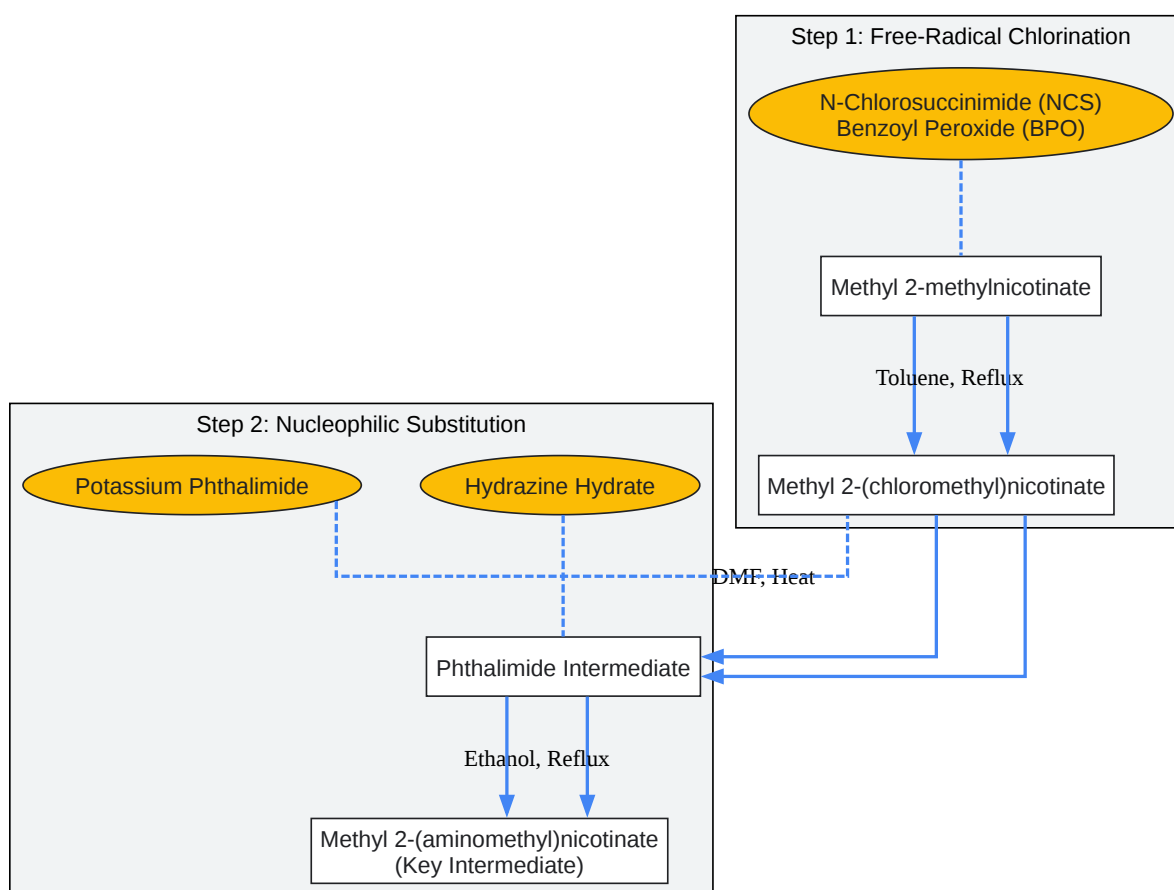 Step 1: Free-Radical Chlorination
N-Chlorosuccinimide (NCS)
Benzoyl Peroxide (BPO)
Methyl 2-methylnicotinate
Toluene, Reflux
Methyl 2-(chloromethyl)nicotinate
Step 2: Nucleophilic Substitution
Potassium Phthalimide
Hydrazine Hydrate
DMF, Heat
Phthalimide Intermediate
Ethanol, Reflux
Methyl 2-(aminomethyl)nicotinate
(Key Intermediate)